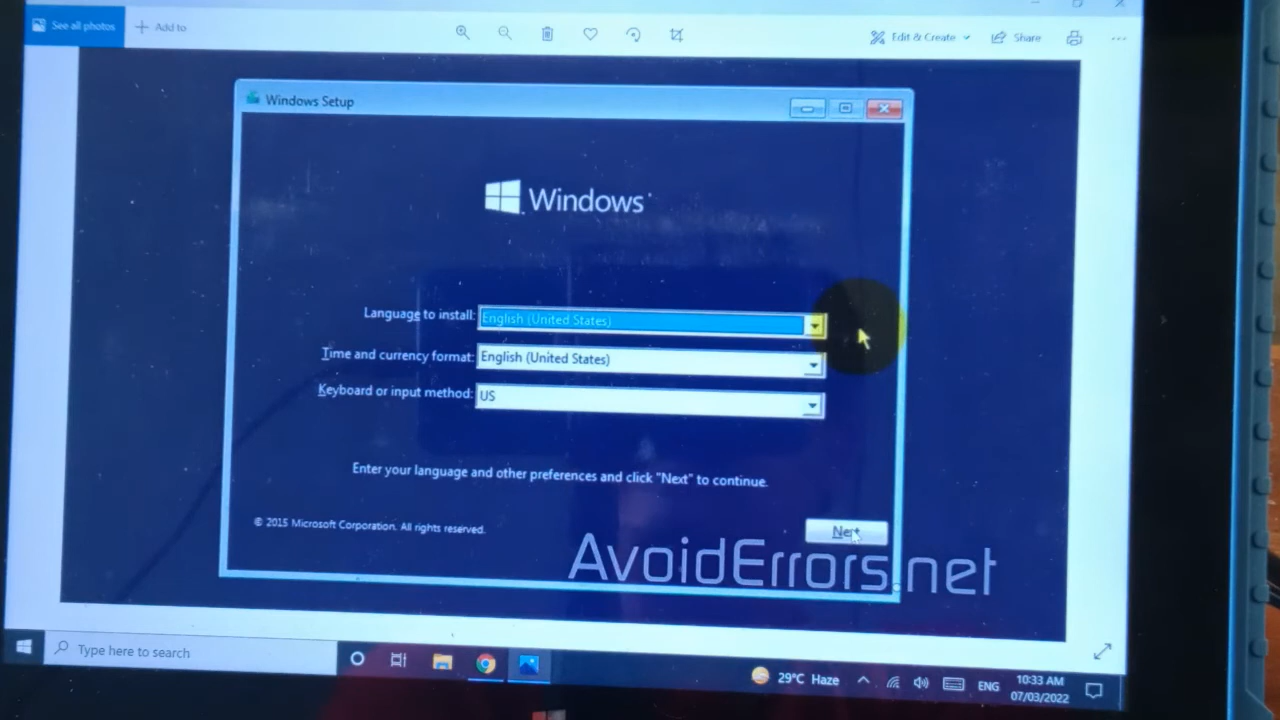 See all photos
Add to
Edit & Create
Share
Windows Setup
Windows
Language to install: English (United States)
Time and currency format: English (United States)
Keyboard or input method: US
Enter your language and other preferences and click "Next" to continue.
© 2015 Microsoft Corporation. All rights reserved.
Next
AvoidErrors.net
Type here to search
29°C Haze
ENG
10:33 AM
07/03/2022